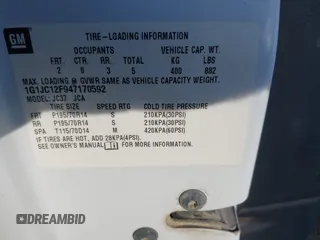 GM
TIRE-LOADING INFORMATION
OCCUPANTS VEHICLE CAP. WT.
FRT CTR RR TOTAL KG LBS
2 0 3 5 400 882
MAX. LOADING @ GVWR SAME AS VEHICLE
1G1JC12F947170592
MODEL: JC37 JCA
TIRE SIZE SPEED RTG COLD TIRE PRESSURE
FRT P195/70R14 S 210KPA(30PSI)
RR P195/70R14 S 210KPA(30PSI)
SPA T115/70D14 M 420KPA(60PSI)
IF TIRES ARE HOT, ADD 28KPA(4PSI).
SEE OWNER'S MANUAL FOR MORE INFORMATION
DREAMBID